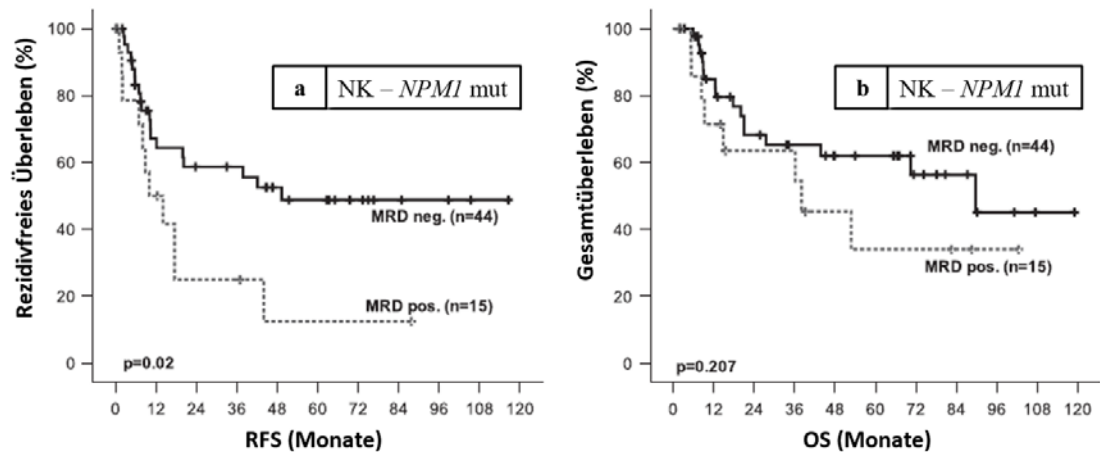 Rezidivfreies Überleben (%)
100
80
60
40
20
0
a NK – NPM1 mut
MRD neg. (n=44)
MRD pos. (n=15)
p=0.02
0 12 24 36 48 60 72 84 96 108 120
RFS (Monate)
Gesamtüberleben (%)
100
80
60
40
20
0
b NK – NPM1 mut
MRD neg. (n=44)
MRD pos. (n=15)
p=0.207
0 12 24 36 48 60 72 84 96 108 120
OS (Monate)